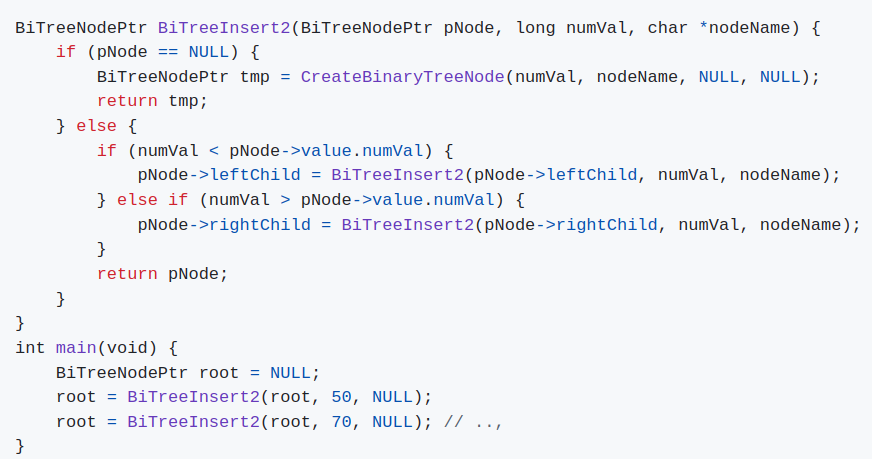 BiTreeNodePtr BiTreeInsert2(BiTreeNodePtr pNode, long numVal, char *nodeName) {
    if (pNode == NULL) {
        BiTreeNodePtr tmp = CreateBinaryTreeNode(numVal, nodeName, NULL, NULL);
        return tmp;
    } else {
        if (numVal < pNode->value.numVal) {
            pNode->leftChild = BiTreeInsert2(pNode->leftChild, numVal, nodeName);
        } else if (numVal > pNode->value.numVal) {
            pNode->rightChild = BiTreeInsert2(pNode->rightChild, numVal, nodeName);
        }
        return pNode;
    }
}
int main(void) {
    BiTreeNodePtr root = NULL;
    root = BiTreeInsert2(root, 50, NULL);
    root = BiTreeInsert2(root, 70, NULL); // ..,
}